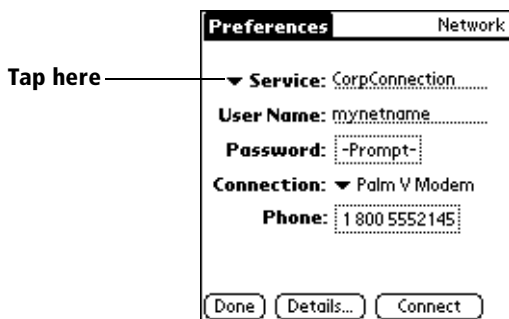 Preferences Network
Tap here
Service: CorpConnection
User Name: mynetname
Password: -Prompt-
Connection: Palm V Modem
Phone: 1 800 5552145
Done Details... Connect